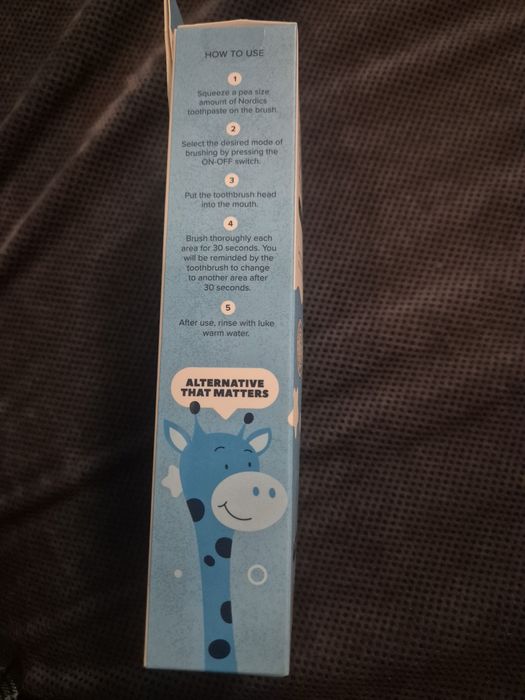 HOW TO USE
1
Squeeze a pea size
amount of Nordics
toothpaste on the brush.
2
Select the desired mode of
brushing by pressing the
ON-OFF switch.
3
Put the toothbrush head
into the mouth.
4
Brush thoroughly each
area for 30 seconds. You
will be reminded by the
toothbrush to change
to another area after
30 seconds.
5
After use, rinse with luke
warm water.
ALTERNATIVE
THAT MATTERS